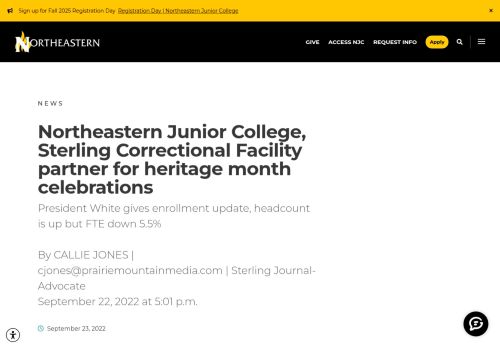 Sign up for Fall 2025 Registration Day Registration Day | Northeastern Junior College ×
NORTHEASTERN GIVE ACCESS NJC REQUEST INFO Apply
NEWS
Northeastern Junior College,
Sterling Correctional Facility
partner for heritage month
celebrations
President White gives enrollment update, headcount
is up but FTE down 5.5%
By CALLIE JONES |
cjones@prairiemountainmedia.com | Sterling Journal-
Advocate
September 22, 2022 at 5:01 p.m.
September 23, 2022